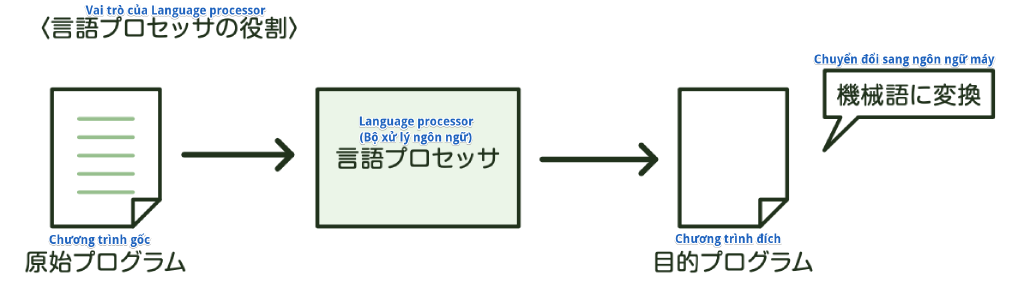 Vai trò của Language processor
〈言語プロセッサの役割〉
Chuyển đổi sang ngôn ngữ máy
機械語に変換
Language processor
(Bộ xử lý ngôn ngữ)
言語プロセッサ
Chương trình gốc
原始プログラム
Chương trình đích
目的プログラム